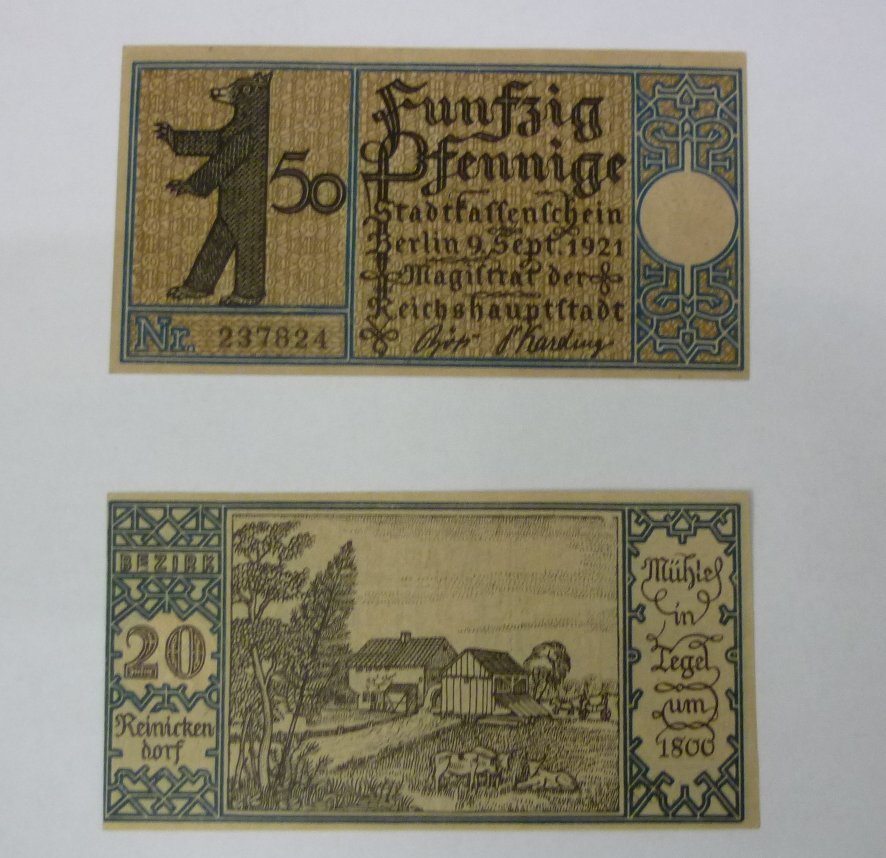 50
Funfzig
Pfennige
Stadtkassenschein
Berlin 9. Sept. 1921
Magistrat der
Reichshauptstadt
Nr. 237824
BEZIRK
20
Reinicken
dorf
Mühle
in
Tegel
um
1800